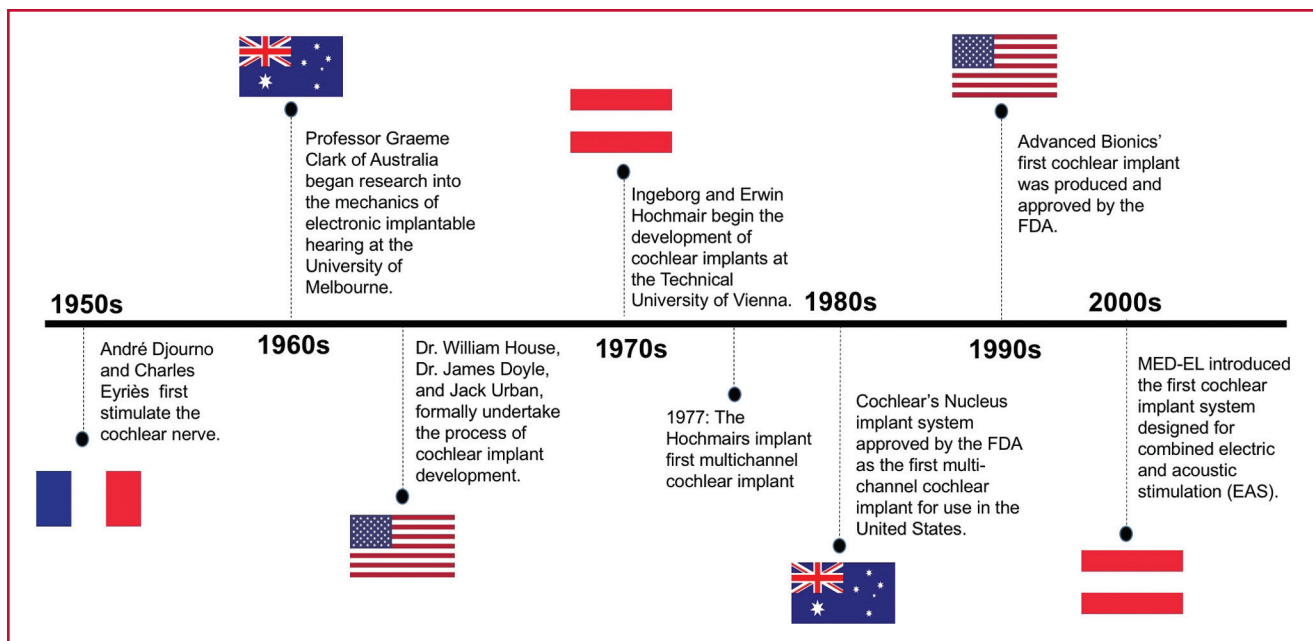 1950s
André Djourno
and Charles
Eyriès first
stimulate the
cochlear nerve.
Professor Graeme
Clark of Australia
began research into
the mechanics of
electronic implantable
hearing at the
University of
Melbourne.
1960s
Dr. William House,
Dr. James Doyle,
and Jack Urban,
formally undertake
the process of
cochlear implant
development.
Ingeborg and Erwin
Hochmair begin the
development of
cochlear implants at
the Technical
University of Vienna.
1970s
1977: The
Hochmairs implant
first multichannel
cochlear implant
1980s
Cochlear's Nucleus
implant system
approved by the FDA
as the first multi-
channel cochlear
implant for use in the
United States.
Advanced Bionics'
first cochlear implant
was produced and
approved by the
FDA.
1990s
2000s
MED-EL introduced
the first cochlear
implant system
designed for
combined electric
and acoustic
stimulation (EAS).